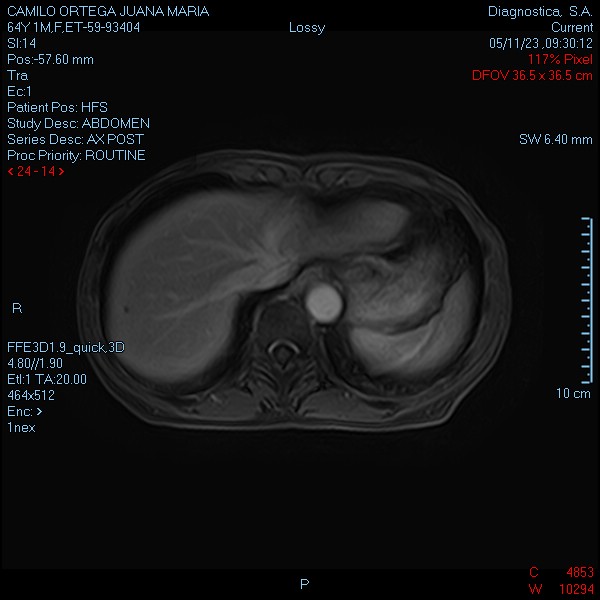 CAMILO ORTEGA JUANA MARIA
64Y 1M,F,ET-59-93404
Sl:14
Pos:-57.60 mm
Tra
Ec:1
Patient Pos: HFS
Study Desc: ABDOMEN
Series Desc: AX POST
Proc Priority: ROUTINE
< 24 - 14 >
Lossy
Diagnostica, S.A.
Current
05/11/23 ,09:30:12
117% Pixel
DFOV 36.5 x 36.5 cm
SW 6.40 mm
R
FFE3D1.9_quick,3D
4.80//1.90
Etl:1 TA:20.00
464x512
Enc: >
1nex
10 cm
P
C 4853
W 10294